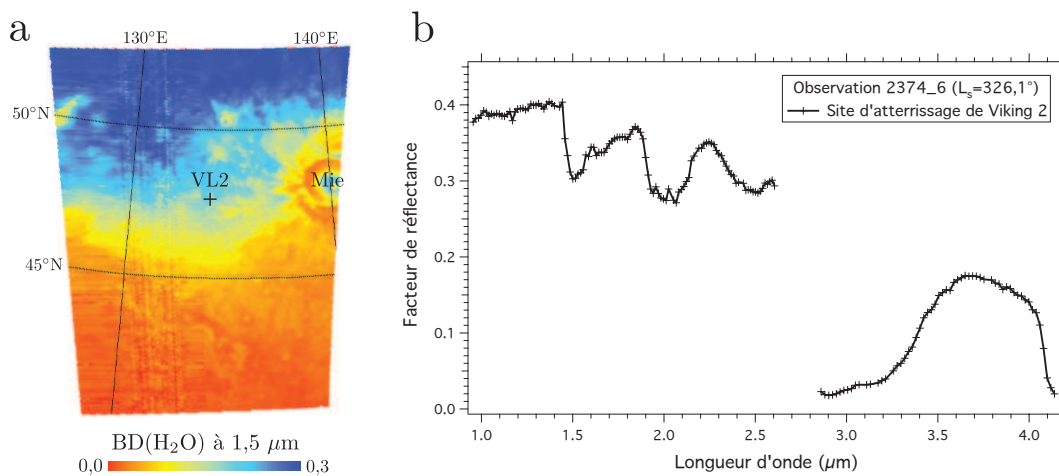 a
130°E
140°E
50°N
VL2
Mie
45°N
BD(H₂O) à 1,5 μm
0,0
0,3
b
Observation 2374_6 (Lₛ=326,1°)
Site d'atterrissage de Viking 2
Facteur de réflectance
0.4
0.3
0.2
0.1
0.0
1.0 1.5 2.0 2.5 3.0 3.5 4.0
Longueur d'onde (μm)